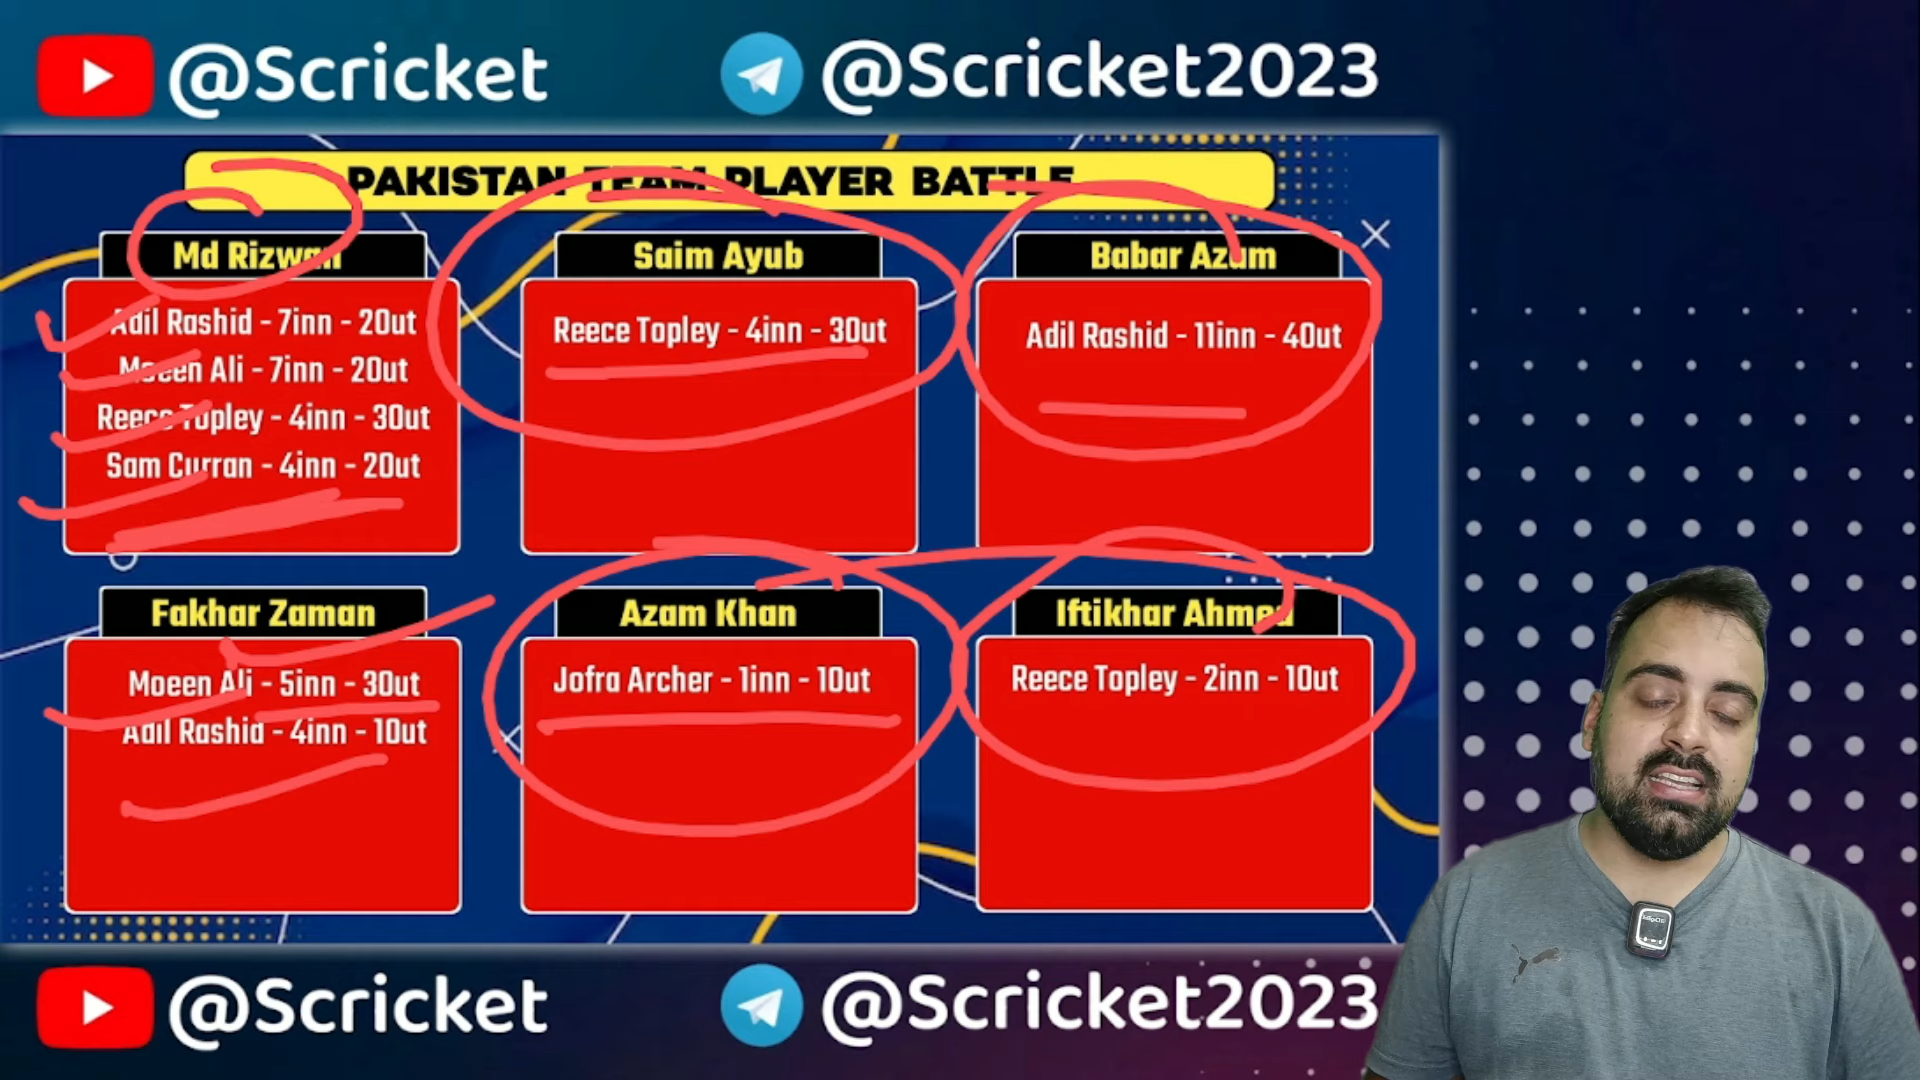 @Scricket
@Scricket2023
PAKISTAN TEAM PLAYER BATTLE
Md Rizwan
Adil Rashid - 7inn - 2Out
Moeen Ali - 7inn - 2Out
Reece Topley - 4inn - 3Out
Sam Curran - 4inn - 2Out
Saim Ayub
Reece Topley - 4inn - 3Out
Babar Azam
Adil Rashid - 11inn - 4Out
Fakhar Zaman
Moeen Ali - 5inn - 3Out
Adil Rashid - 4inn - 1Out
Azam Khan
Jofra Archer - 1inn - 1Out
Iftikhar Ahmed
Reece Topley - 2inn - 1Out
@Scricket
@Scricket2023